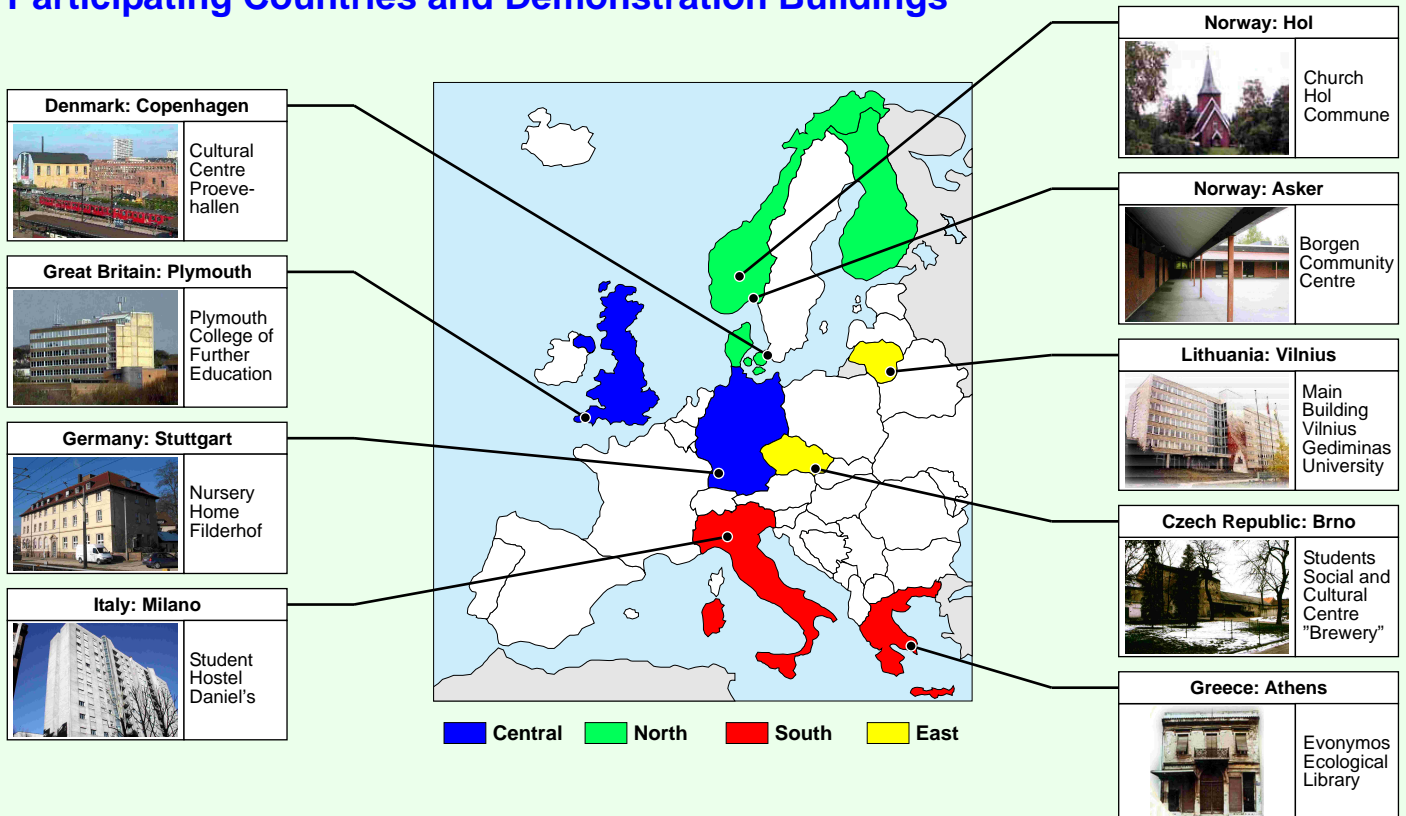 Participating Countries and Demonstration Buildings
Denmark: Copenhagen
Cultural
Centre
Proeve-
hallen
Great Britain: Plymouth
Plymouth
College of
Further
Education
Germany: Stuttgart
Nursery
Home
Filderhof
Italy: Milano
Student
Hostel
Daniel's
Norway: Hol
Church
Hol
Commune
Norway: Asker
Borgen
Community
Centre
Lithuania: Vilnius
Main
Building
Vilnius
Gediminas
University
Czech Republic: Brno
Students
Social and
Cultural
Centre
”Brewery”
Greece: Athens
Evonymos
Ecological
Library
Central
North
South
East